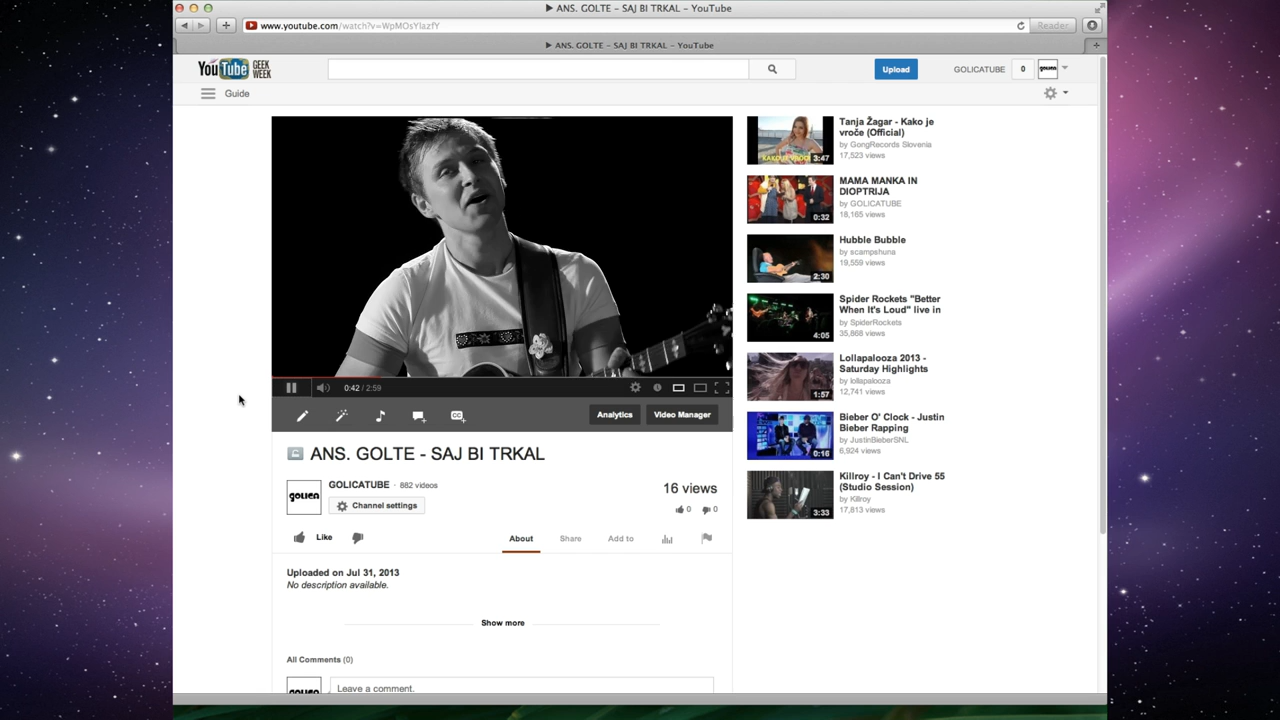 ▶ ANS. GOLTE – SAJ BI TRKAL – YouTube
www.youtube.com/watch?v=WpMOsYlazfY
Reader
▶ ANS. GOLTE – SAJ BI TRKAL – YouTube
YouTube GEEK WEEK
Upload
GOLICATUBE
0
golica
Guide
0:42 / 2:59
CC
Analytics
Video Manager
ANS. GOLTE - SAJ BI TRKAL
golica
GOLICATUBE · 882 videos
Channel settings
16 views
0
0
Like
About
Share
Add to
Uploaded on Jul 31, 2013
No description available.
Show more
All Comments (0)
golica
Leave a comment.
3:47
Tanja Žagar - Kako je
vroče (Official)
by GongRecords Slovenia
17,523 views
0:32
MAMA MANKA IN
DIOPTRIJA
by GOLICATUBE
18,165 views
2:30
Hubble Bubble
by scampshuna
19,559 views
4:05
Spider Rockets "Better
When It's Loud" live in
by SpiderRockets
35,668 views
1:57
Lollapalooza 2013 -
Saturday Highlights
by lollapalooza
12,741 views
0:16
Bieber O' Clock - Justin
Bieber Rapping
by JustinBieberSNL
6,924 views
3:33
Killroy - I Can't Drive 55
(Studio Session)
by Killroy
17,813 views